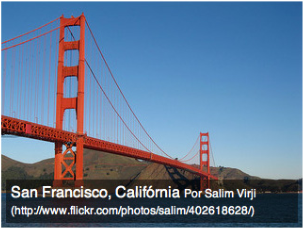 San Francisco, Califórnia Por Salim Virji
(http://www.flickr.com/photos/salim/402618628/)